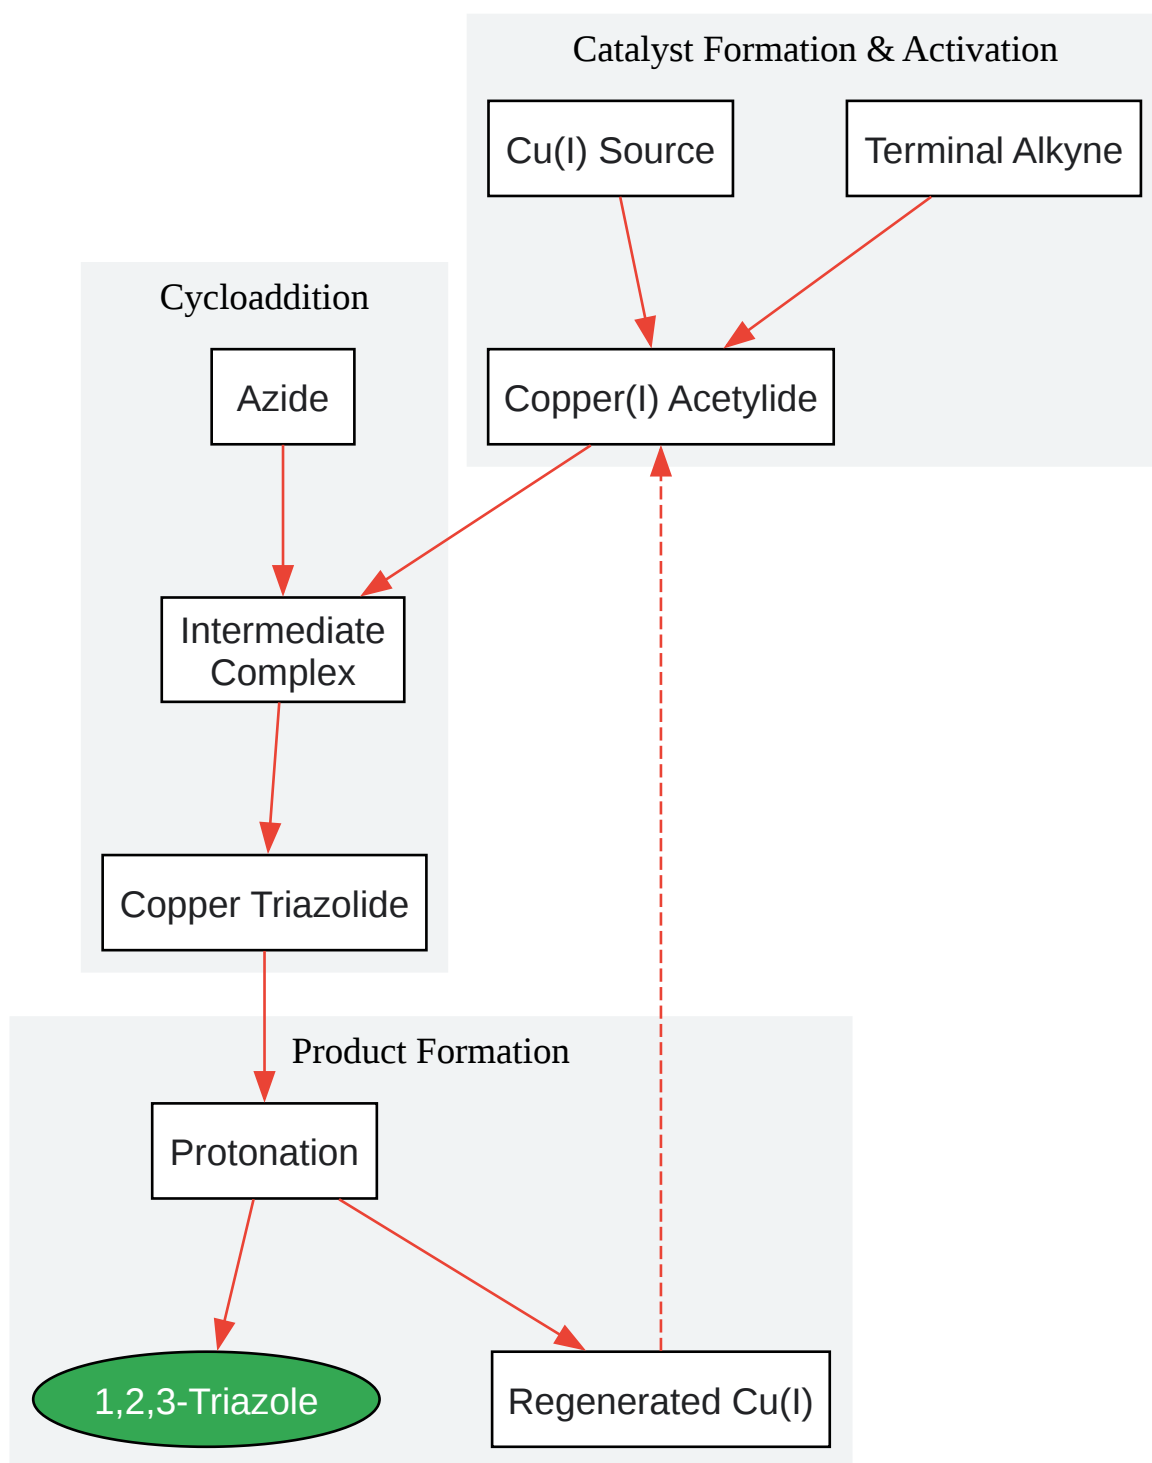 Catalyst Formation & Activation
Cu(I) Source
Terminal Alkyne
Cycloaddition
Azide
Copper(I) Acetylide
Intermediate
Complex
Copper Triazolide
Product Formation
Protonation
1,2,3-Triazole
Regenerated Cu(I)